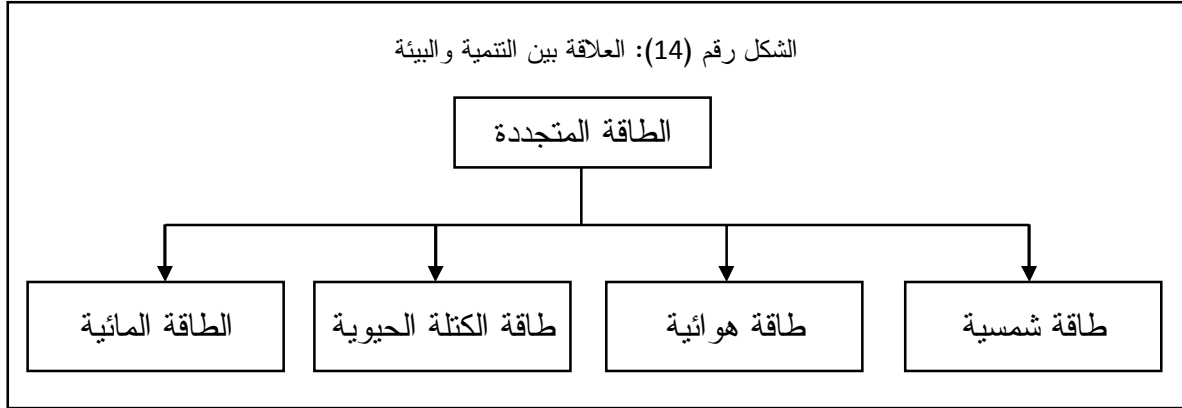 الشكل رقم (14): العلاقة بين التنمية والبيئة
الطاقة المتجددة
طاقة شمسية
طاقة هوائية
طاقة الكتلة الحيوية
الطاقة المائية